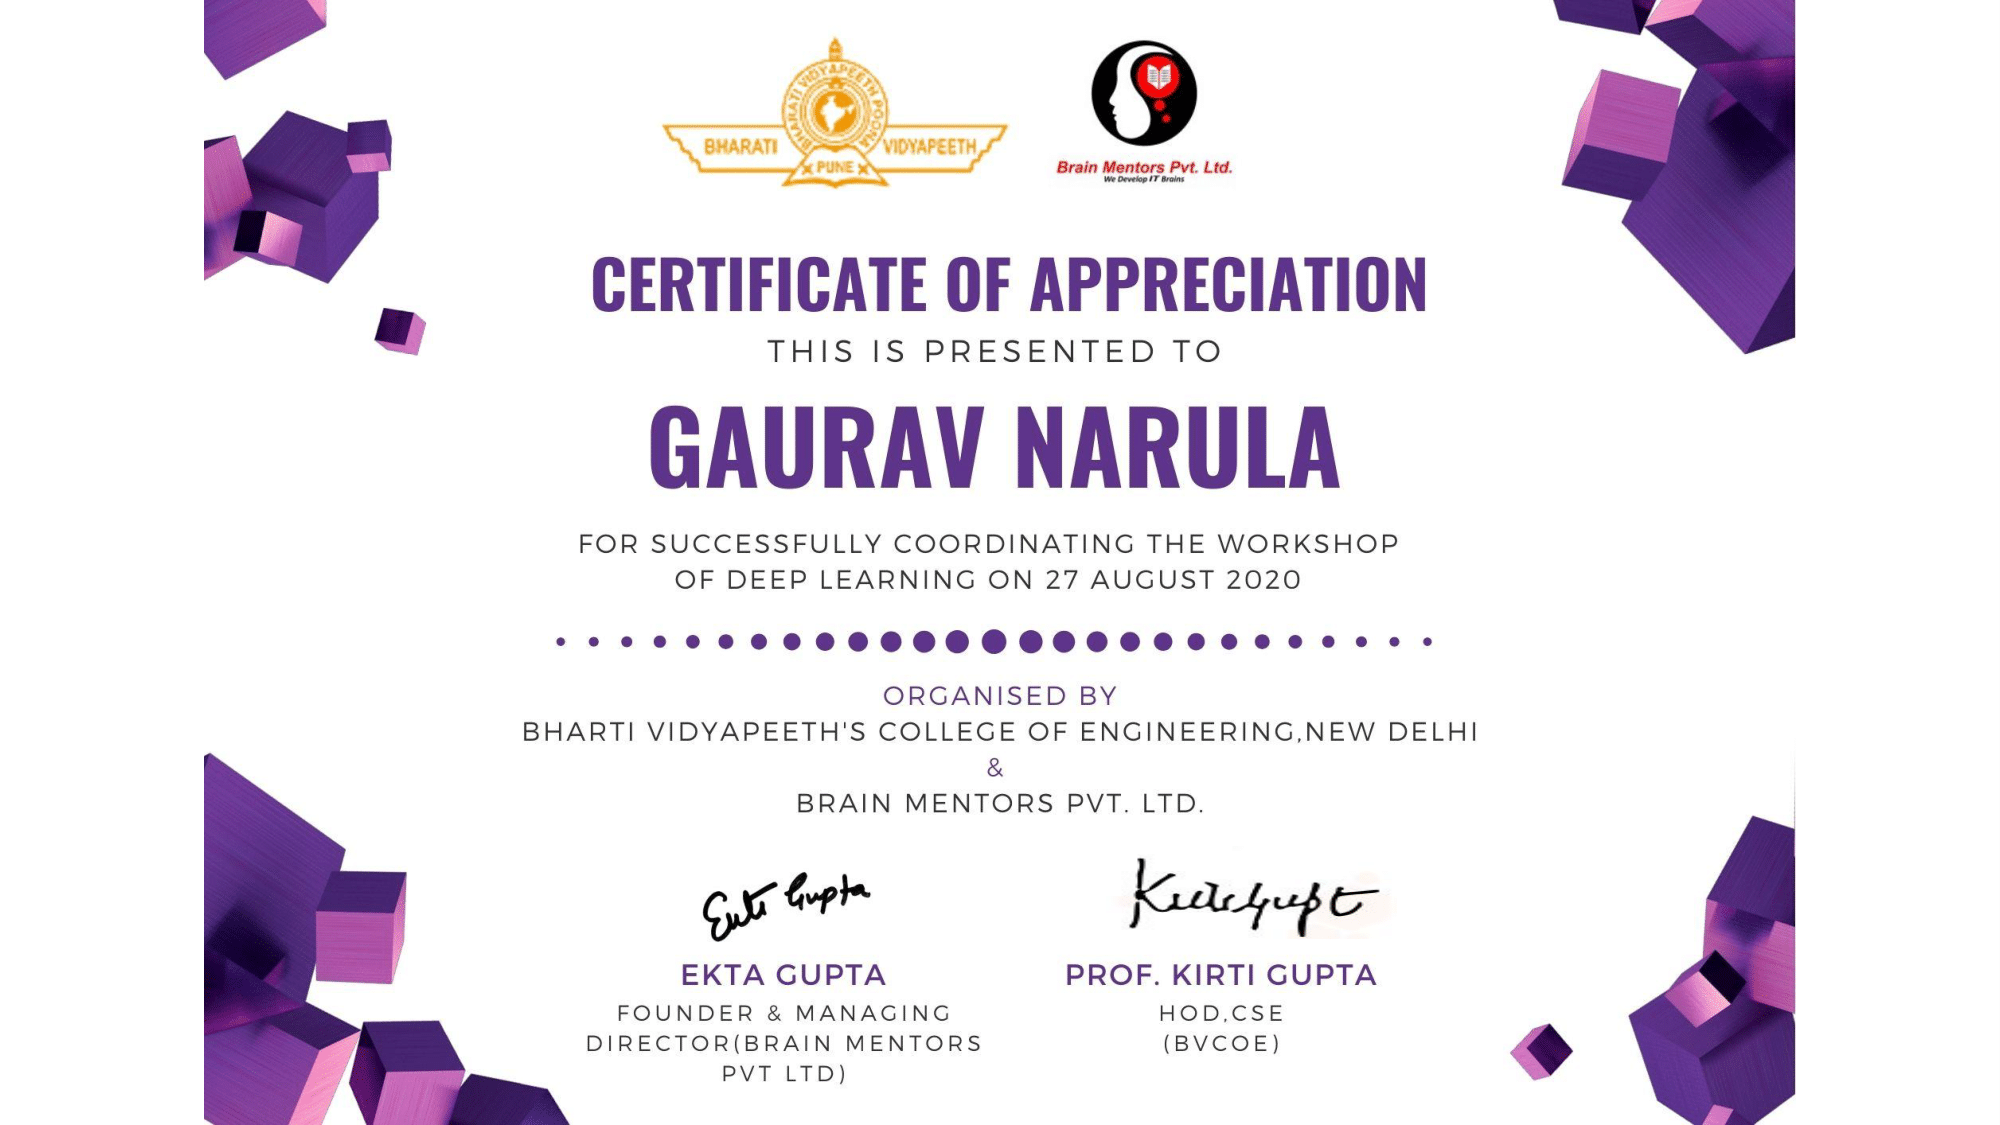 BHARATI VIDYAPEETH POONA
BHARATI
VIDYAPEETH
PUNE
Brain Mentors Pvt. Ltd.
We Develop IT Brains
CERTIFICATE OF APPRECIATION
THIS IS PRESENTED TO
GAURAV NARULA
FOR SUCCESSFULLY COORDINATING THE WORKSHOP
OF DEEP LEARNING ON 27 AUGUST 2020
ORGANISED BY
BHARTI VIDYAPEETH'S COLLEGE OF ENGINEERING,NEW DELHI
&
BRAIN MENTORS PVT. LTD.
Ekta Gupta
Kirti Gupta
EKTA GUPTA
PROF. KIRTI GUPTA
FOUNDER & MANAGING
DIRECTOR(BRAIN MENTORS
PVT LTD)
HOD,CSE
(BVCOE)